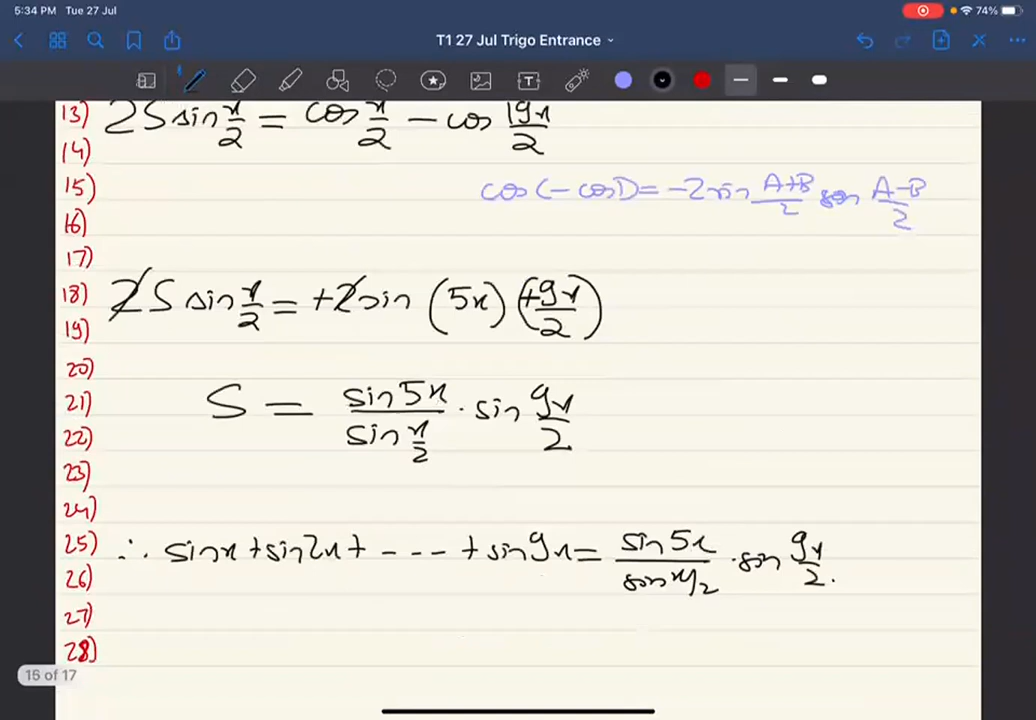 5:34 PM Tue 27 Jul 74%
T1 27 Jul Trigo Entrance
13) 2S sin x/2 = cos x/2 − cos 19x/2
14)
15) cos C − cos D = −2 sin (A+B)/2 sin (A−B)/2
16)
17)
18) 2S sin x/2 = +2 sin (5x) (+9x/2)
19)
20)
21) S = sin 5x / sin x/2 · sin 9x/2
22)
23)
24)
25) ∴ sin x + sin 2x + --- + sin 9x = sin 5x / sin x/2 · sin 9x/2.
26)
27)
28)
16 of 17